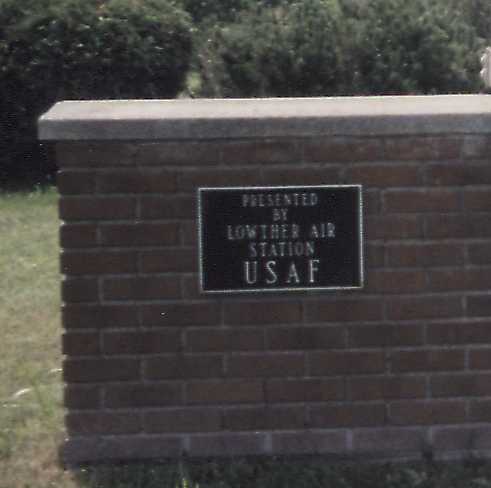 PRESENTED
BY
LOWTHER AIR
STATION
USAF